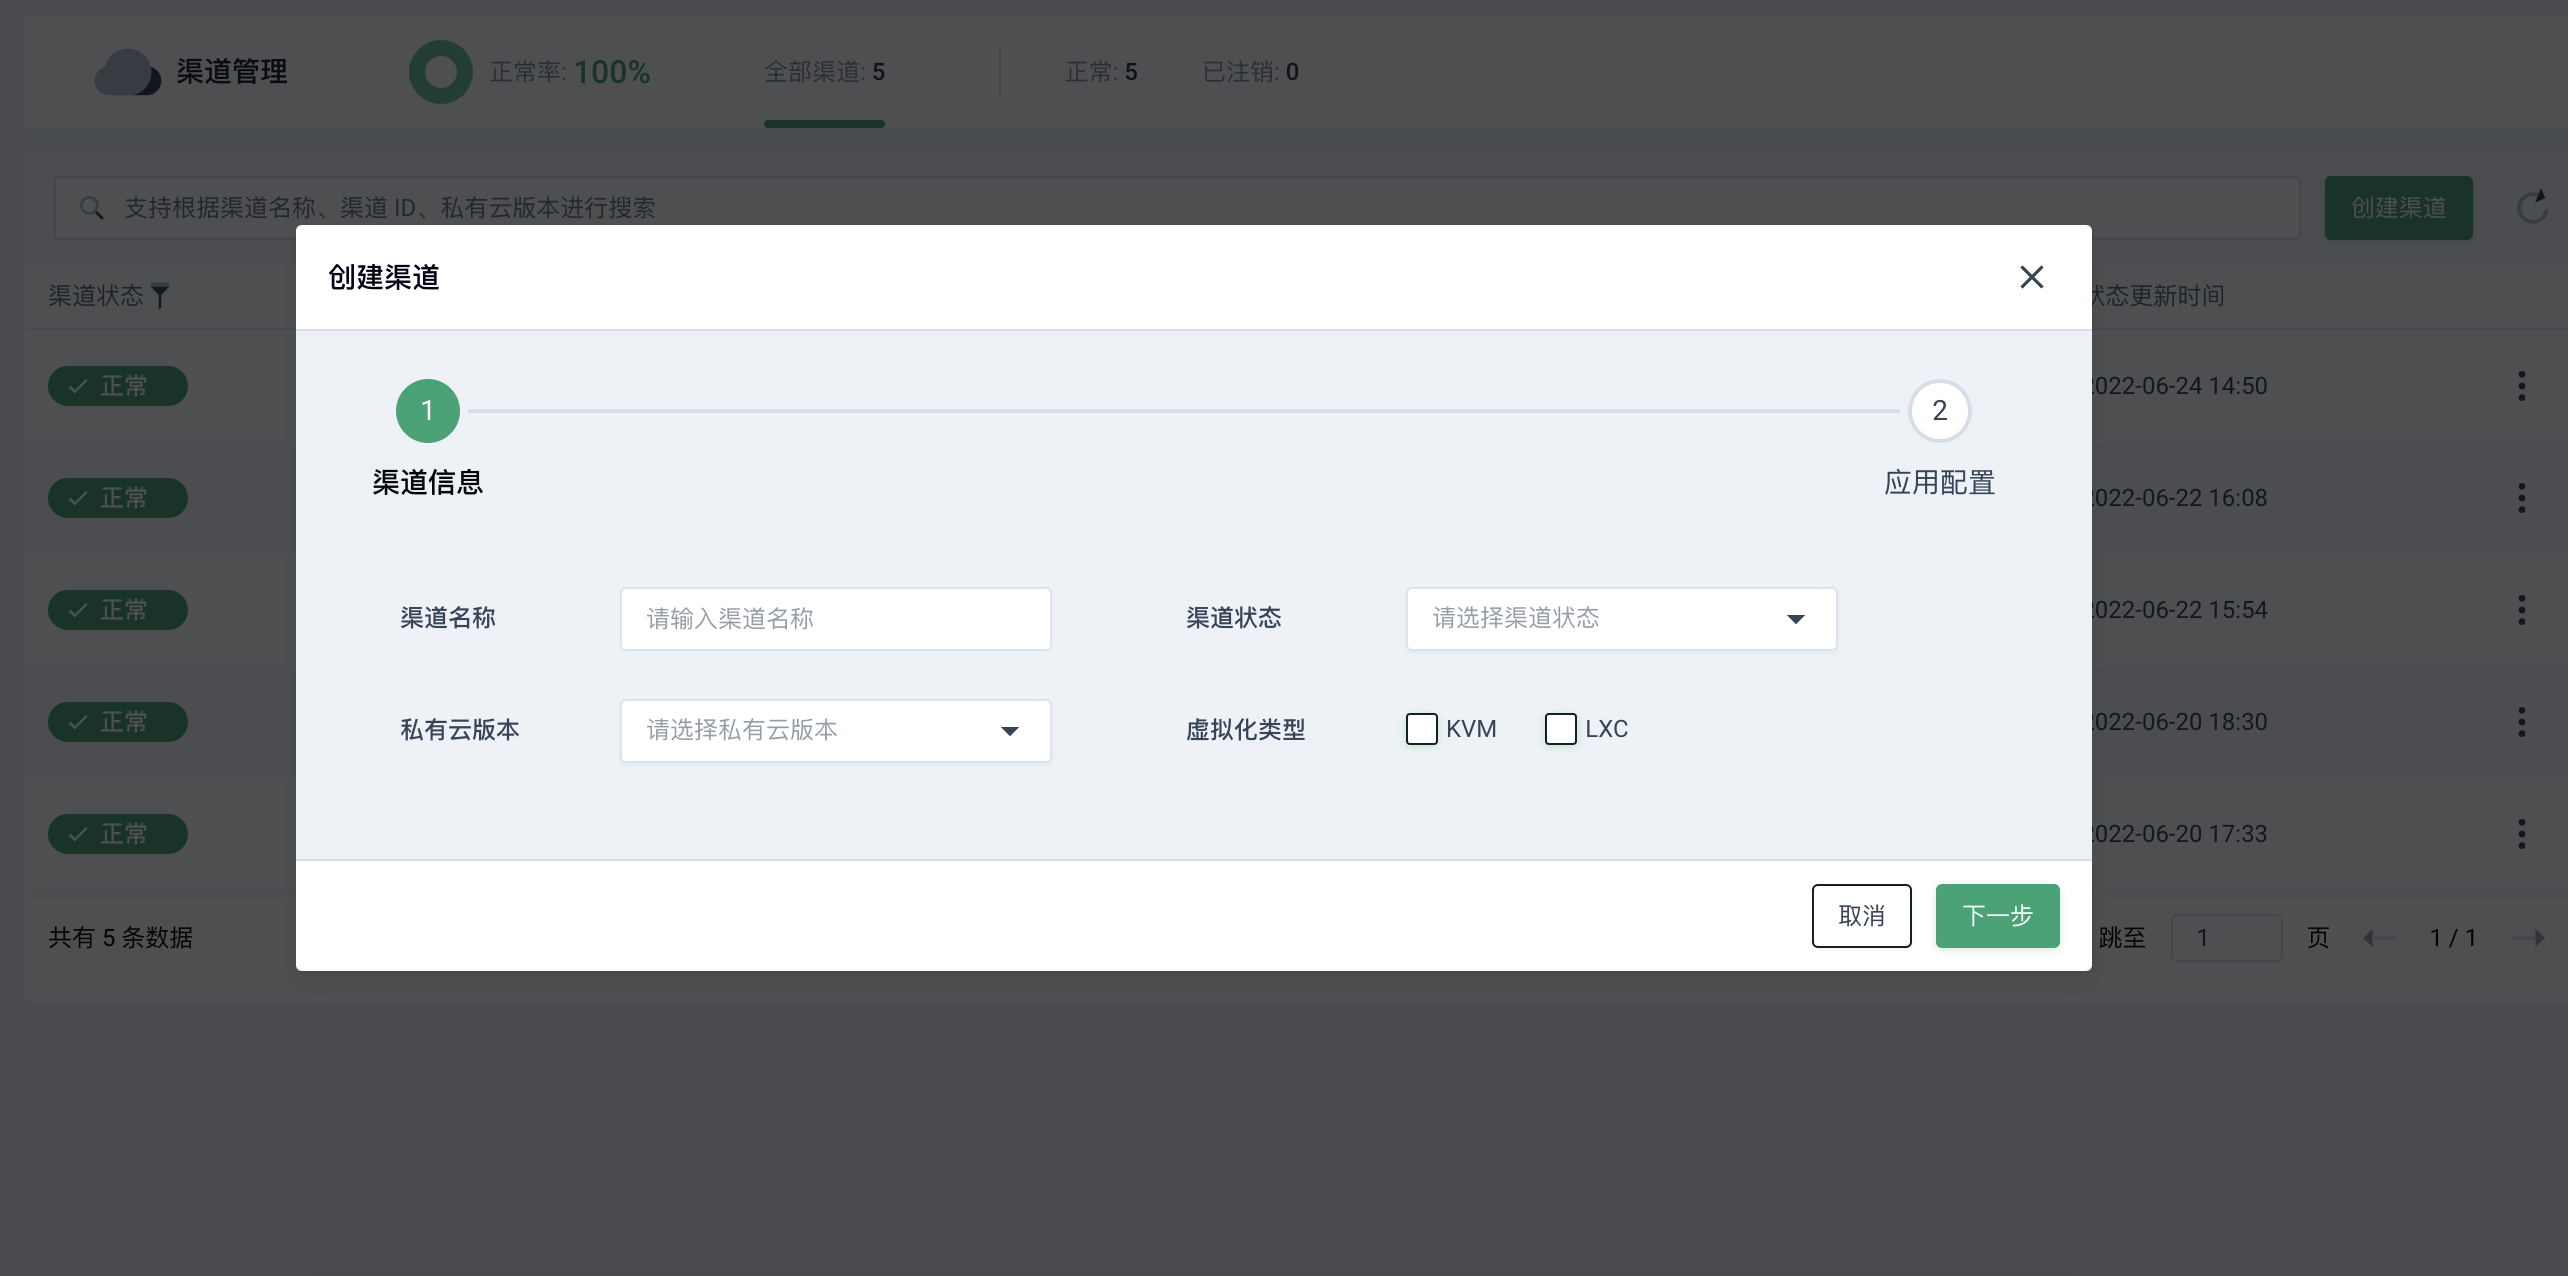 渠道管理
正常率: 100%
全部渠道: 5
正常: 5
已注销: 0
支持根据渠道名称、渠道 ID、私有云版本进行搜索
创建渠道
渠道状态
状态更新时间
创建渠道
1
2
渠道信息
应用配置
渠道名称
请输入渠道名称
渠道状态
请选择渠道状态
私有云版本
请选择私有云版本
虚拟化类型
KVM
LXC
取消
下一步
正常
2022-06-24 14:50
正常
2022-06-22 16:08
正常
2022-06-22 15:54
正常
2022-06-20 18:30
正常
2022-06-20 17:33
共有 5 条数据
跳至
1
页
1 / 1